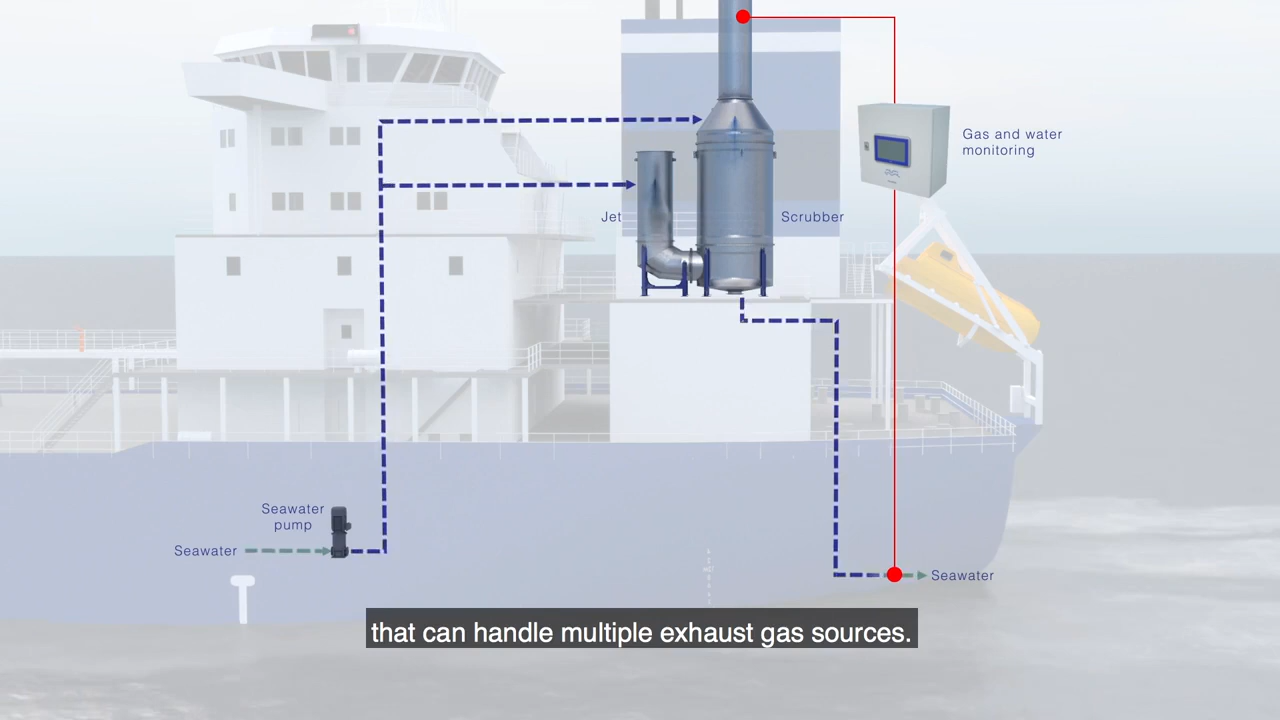 Gas and water
monitoring
Jet
Scrubber
Seawater
pump
Seawater
Seawater
that can handle multiple exhaust gas sources.